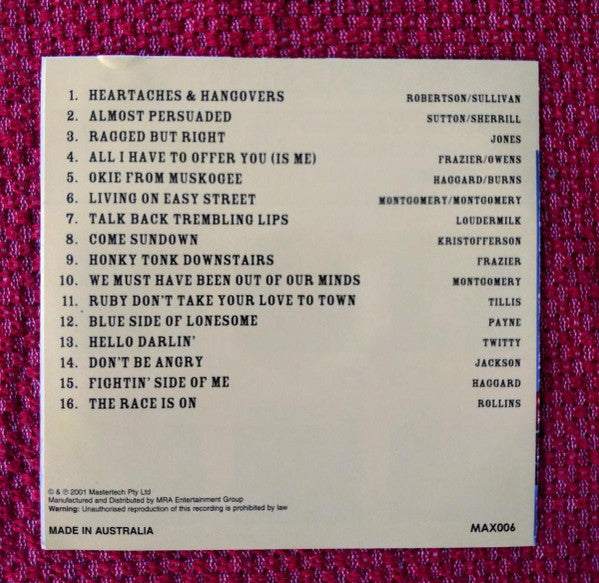 1. HEARTACHES & HANGOVERS ROBERTSON/SULLIVAN
2. ALMOST PERSUADED SUTTON/SHERRILL
3. RAGGED BUT RIGHT JONES
4. ALL I HAVE TO OFFER YOU (IS ME) FRAZIER/OWENS
5. OKIE FROM MUSKOGEE HAGGARD/BURNS
6. LIVING ON EASY STREET MONTGOMERY/MONTGOMERY
7. TALK BACK TREMBLING LIPS LOUDERMILK
8. COME SUNDOWN KRISTOFFERSON
9. HONKY TONK DOWNSTAIRS FRAZIER
10. WE MUST HAVE BEEN OUT OF OUR MINDS MONTGOMERY
11. RUBY DON'T TAKE YOUR LOVE TO TOWN TILLIS
12. BLUE SIDE OF LONESOME PAYNE
13. HELLO DARLIN' TWITTY
14. DON'T BE ANGRY JACKSON
15. FIGHTIN' SIDE OF ME HAGGARD
16. THE RACE IS ON ROLLINS
© & ℗ 2001 Mastertech Pty Ltd
Manufactured and Distributed by MRA Entertainment Group
Warning: Unauthorised reproduction of this recording is prohibited by law
MADE IN AUSTRALIA MAX006